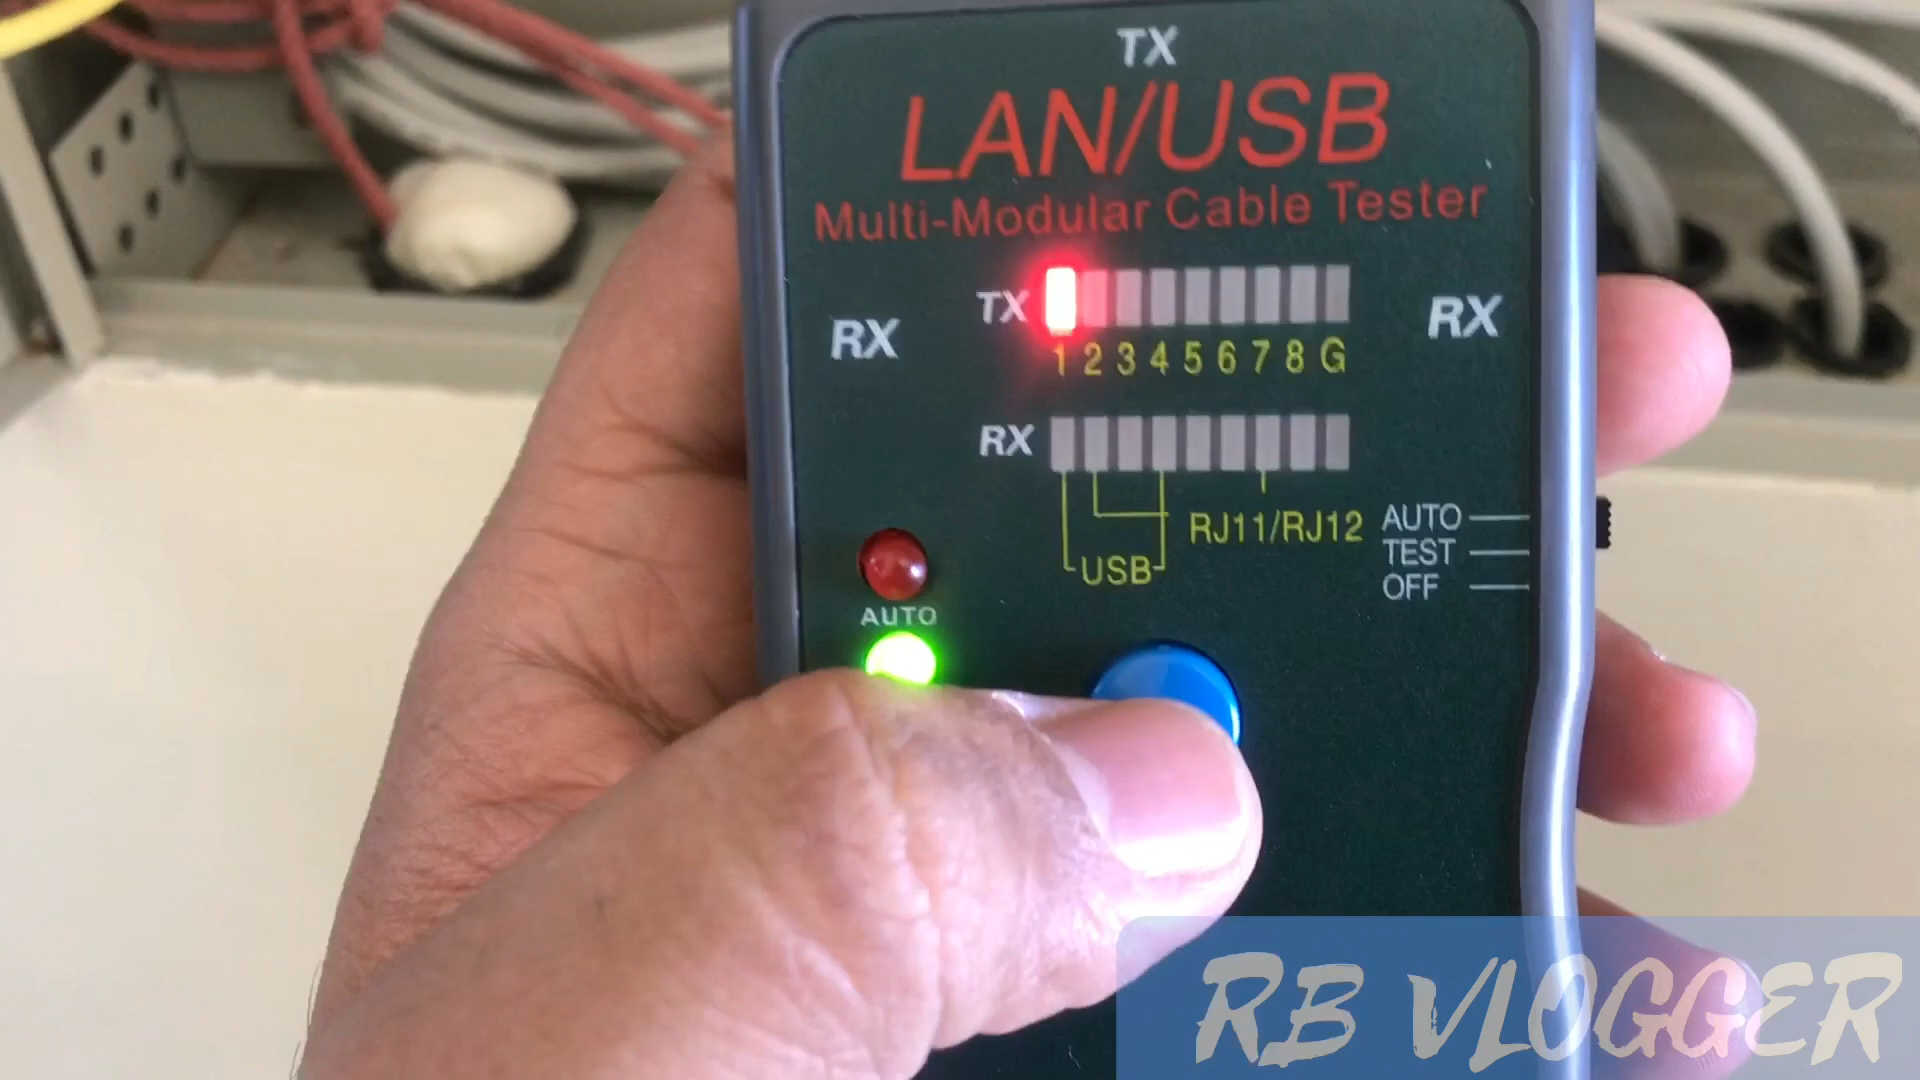 TX
LAN/USB
Multi-Modular Cable Tester
TX
RX
RX
1 2 3 4 5 6 7 8 G
RX
RJ11/RJ12
USB
AUTO
TEST
OFF
AUTO
RB VLOGGER